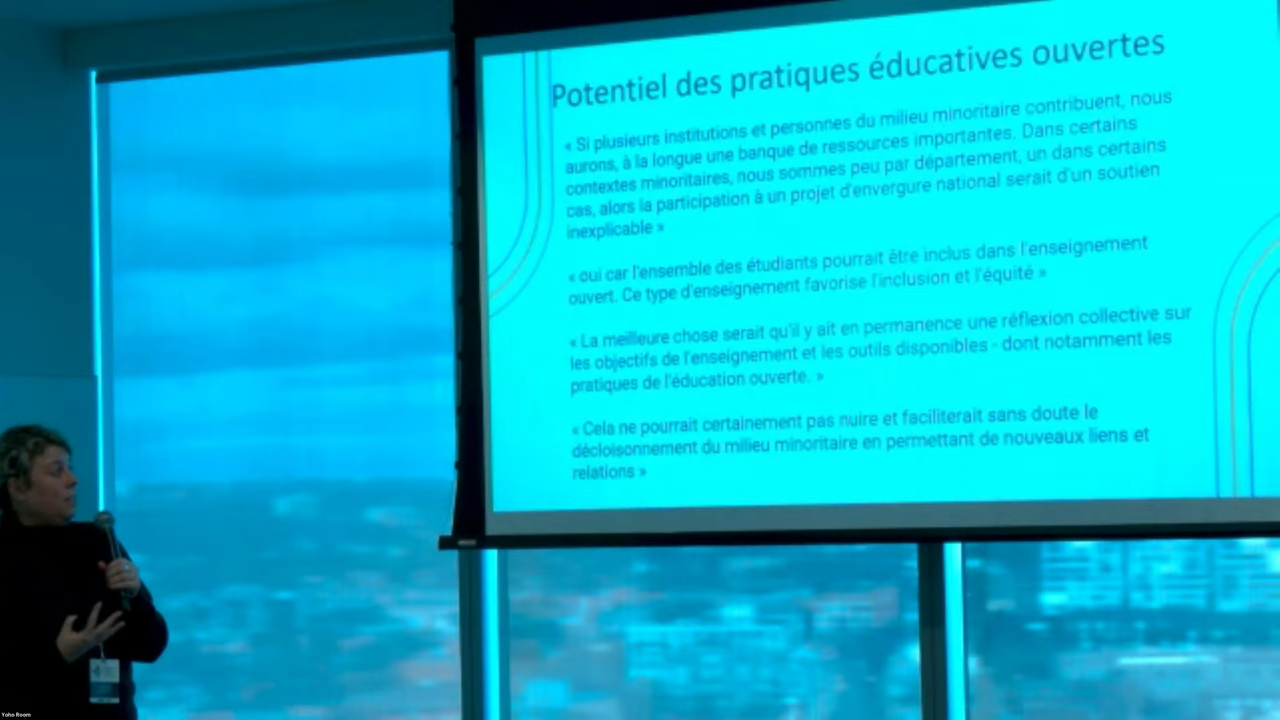 Potentiel des pratiques éducatives ouvertes
« Si plusieurs institutions et personnes du milieu minoritaire contribuent, nous
aurons, à la longue une banque de ressources importantes. Dans certains
contextes minoritaires, nous sommes peu par département, un dans certains
cas, alors la participation à un projet d'envergure national serait d'un soutien
inexplicable »
« oui car l'ensemble des étudiants pourrait être inclus dans l'enseignement
ouvert. Ce type d'enseignement favorise l'inclusion et l'équité »
« La meilleure chose serait qu'il y ait en permanence une réflexion collective sur
les objectifs de l'enseignement et les outils disponibles - dont notamment les
pratiques de l'éducation ouverte. »
« Cela ne pourrait certainement pas nuire et faciliterait sans doute le
décloisonnement du milieu minoritaire en permettant de nouveaux liens et
relations »
Yoho Room